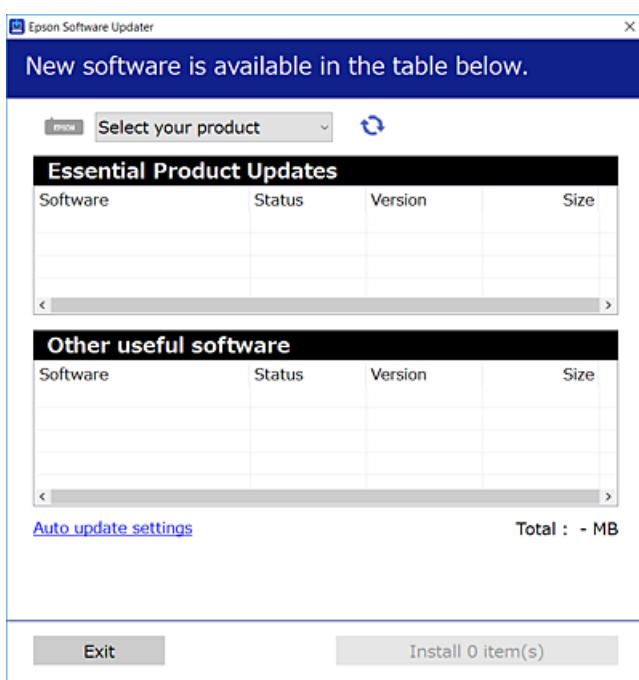 Epson Software Updater
New software is available in the table below.
EPSON Select your product
Essential Product Updates
Software Status Version Size
Other useful software
Software Status Version Size
Auto update settings Total : - MB
Exit Install 0 item(s)